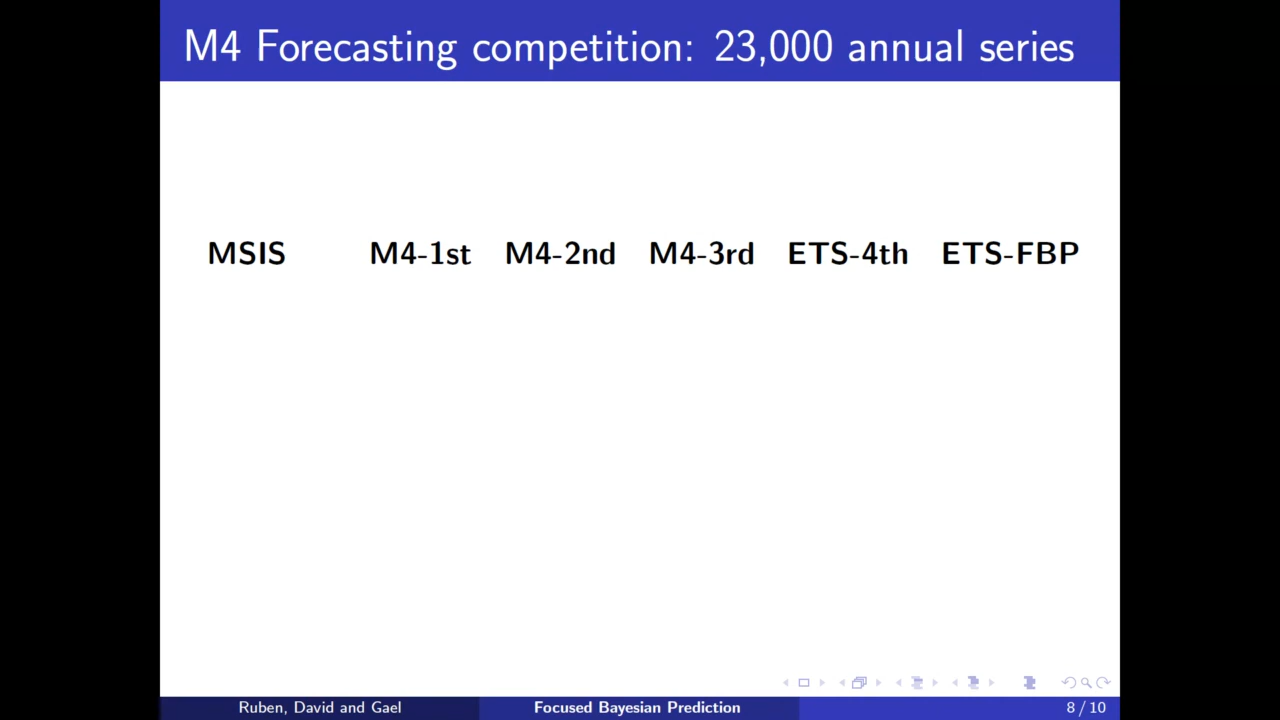 M4 Forecasting competition: 23,000 annual series
MSIS M4-1st M4-2nd M4-3rd ETS-4th ETS-FBP
Ruben, David and Gael Focused Bayesian Prediction 8 / 10